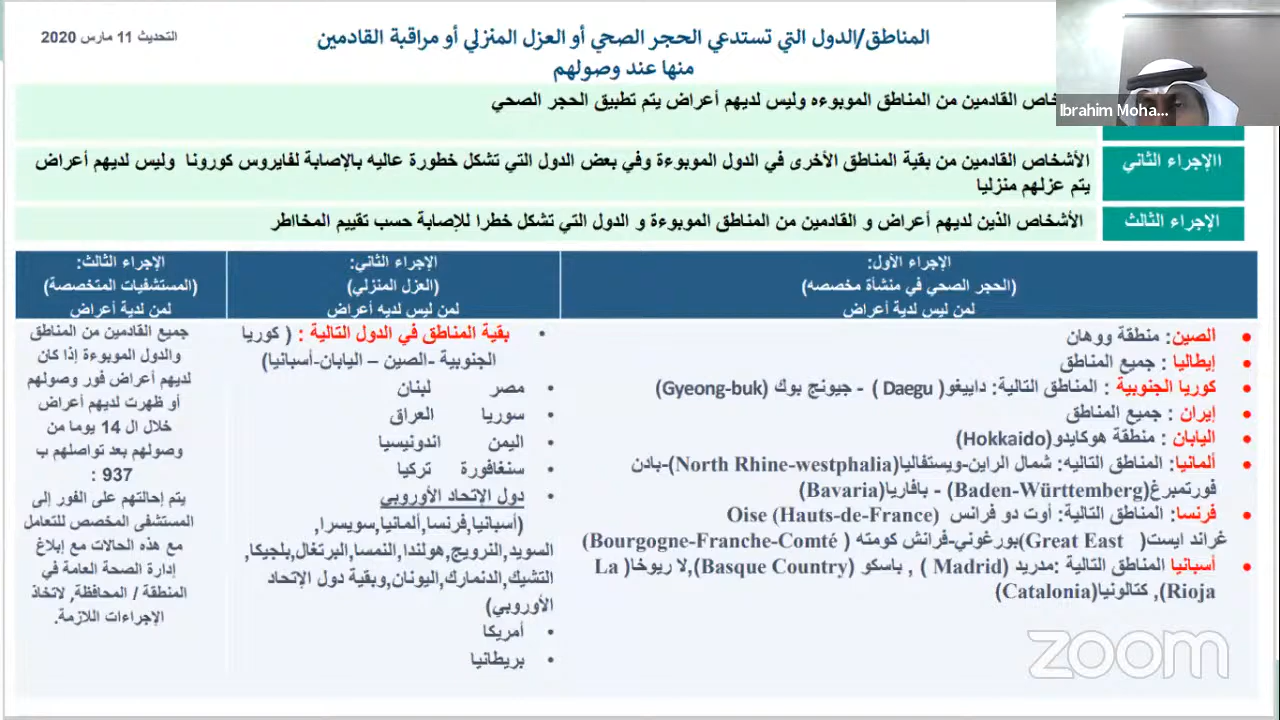 المناطق/الدول التي تستدعي الحجر الصحي أو العزل المنزلي أو مراقبة القادمين
منها عند وصولهم
التحديث 11 مارس 2020
Ibrahim Moha...
القادمين من المناطق الموبوءه وليس لديهم أعراض يتم تطبيق الحجر الصحي
االإجراء الثاني
الأشخاص القادمين من بقية المناطق الأخرى في الدول الموبوءة وفي بعض الدول التي تشكل خطورة عاليه بالإصابة لفايروس كورونا وليس لديهم أعراض
يتم عزلهم منزليا
الإجراء الثالث
الأشخاص الذين لديهم أعراض و القادمين من المناطق الموبوءة و الدول التي تشكل خطرا للإصابة حسب تقييم المخااطر
الإجراء الأول:
(الحجر الصحي في منشأة مخصصه)
لمن ليس لدية أعراض
• الصين: منطقة ووهان
• إيطاليا : جميع المناطق
• كوريا الجنوبية : المناطق التالية: داييغو( Daegu ) - جيونج بوك (Gyeong-buk)
• إيران : جميع المناطق
• اليابان : منطقة هوكايدو(Hokkaido)
• ألمانيا: المناطق التاليه: شمال الراين-ويستفاليا(North Rhine-westphalia)-بادن
فورتمبرغ(Baden-Württemberg) - بافاريا(Bavaria)
• فرنسا: المناطق التالية: أوت دو فرانس Oise (Hauts-de-France)
غراند ايست( Great East)بورغوني-فرانش كومته ( Bourgogne-Franche-Comté)
• أسبانيا المناطق التالية :مدريد (Madrid ) , باسكو (Basque Country),لا ريوخا( La
Rioja), كتالونيا(Catalonia)
الإجراء الثاني:
(العزل المنزلي)
لمن ليس لديه أعراض
• بقية المناطق في الدول التالية : ( كوريا
الجنوبية -الصين – اليابان-أسبانيا)
• مصر لبنان
• سوريا العراق
• اليمن اندونيسيا
• سنغافورة تركيا
• دول الإتحاد الأوروبي
(أسبانيا,فرنسا,ألمانيا,سويسرا,
السويد,النرويج,هولندا,النمسا,البرتغال,بلجيكا,
التشيك,الدنمارك,اليونان,وبقية دول الإتحاد
الأوروبي)
• أمريكا
• بريطانيا
الإجراء الثالث:
(المستشفيات المتخصصة)
لمن لدية أعراض
جميع القادمين من المناطق
والدول الموبوءة إذا كان
لديهم أعراض فور وصولهم
أو ظهرت لديهم أعراض
خلال ال 14 يوما من
وصولهم بعد تواصلهم ب
937 :
يتم إحالتهم على الفور إلى
المستشفى المخصص للتعامل
مع هذه الحالات مع إبلاغ
إدارة الصحة العامة في
المنطقة / المحافظة, لاتخاذ
الإجراءات اللازمة.
zoom